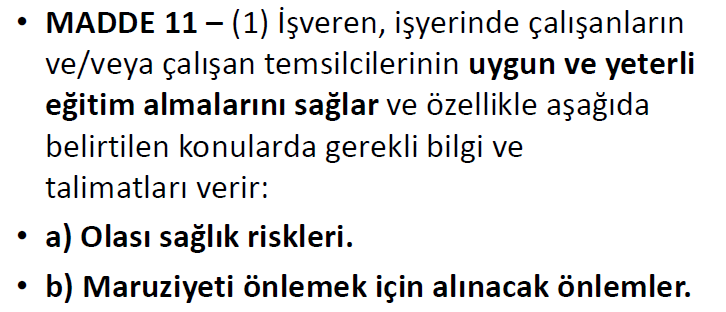 • MADDE 11 – (1) İşveren, işyerinde çalışanların
ve/veya çalışan temsilcilerinin uygun ve yeterli
eğitim almalarını sağlar ve özellikle aşağıda
belirtilen konularda gerekli bilgi ve
talimatları verir:
• a) Olası sağlık riskleri.
• b) Maruziyeti önlemek için alınacak önlemler.